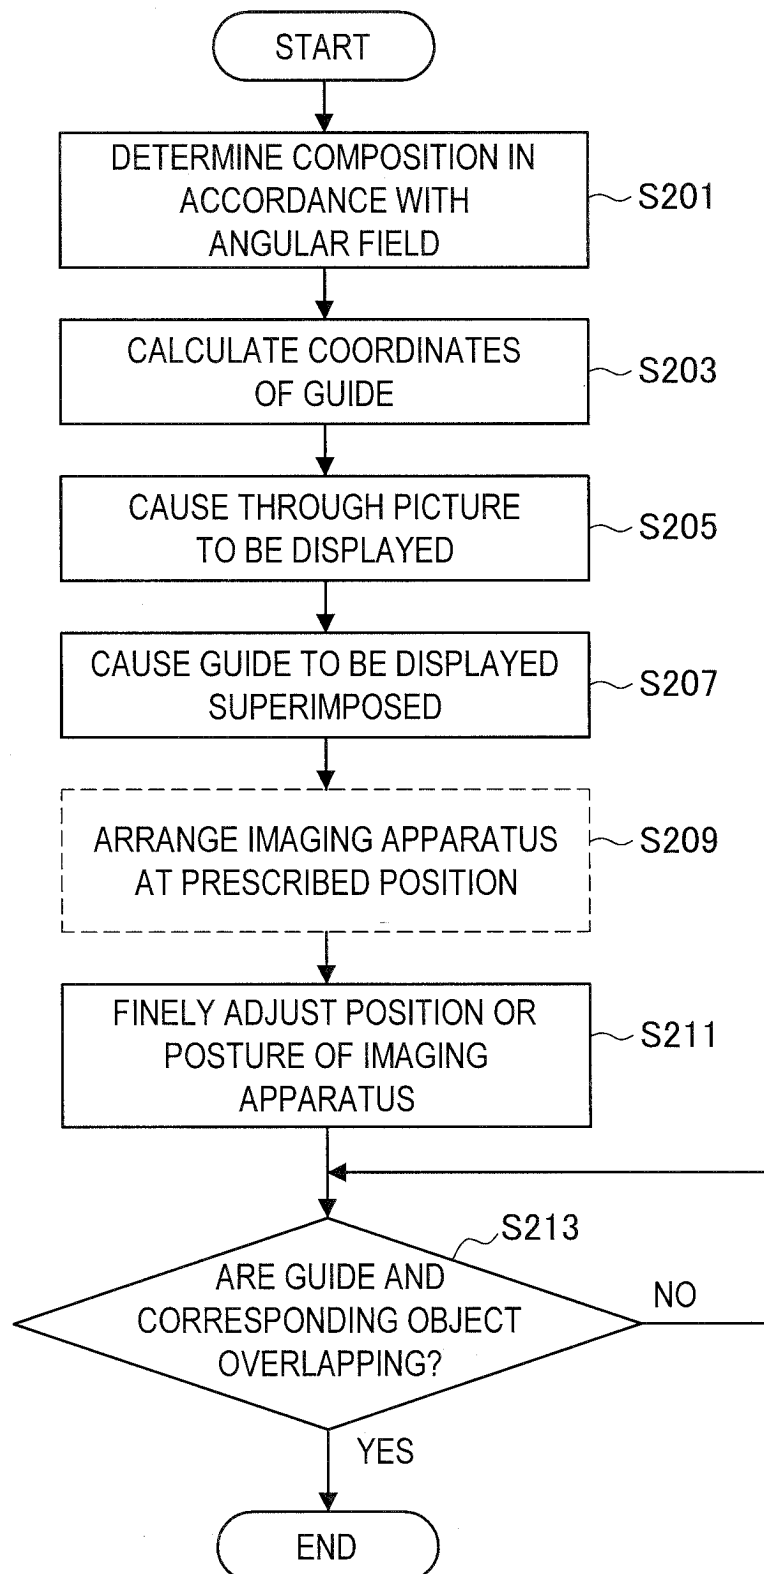 START
DETERMINE COMPOSITION IN
ACCORDANCE WITH
ANGULAR FIELD
S201
CALCULATE COORDINATES
OF GUIDE
S203
CAUSE THROUGH PICTURE
TO BE DISPLAYED
S205
CAUSE GUIDE TO BE DISPLAYED
SUPERIMPOSED
S207
ARRANGE IMAGING APPARATUS
AT PRESCRIBED POSITION
S209
FINELY ADJUST POSITION OR
POSTURE OF IMAGING
APPARATUS
S211
S213
ARE GUIDE AND
CORRESPONDING OBJECT
OVERLAPPING?
NO
YES
END